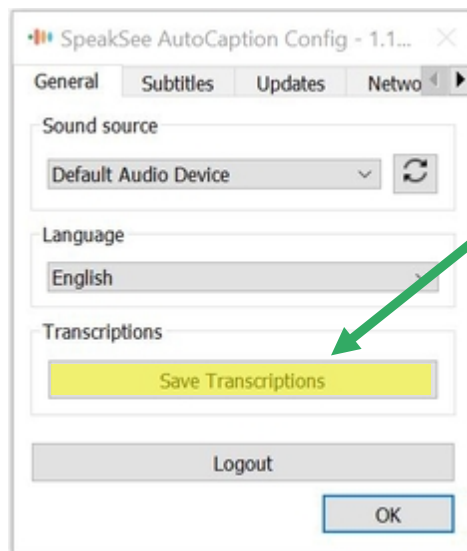 SpeakSee AutoCaption Config - 1.1...
General Subtitles Updates Netwo
Sound source
Default Audio Device
Language
English
Transcriptions
Save Transcriptions
Logout
OK